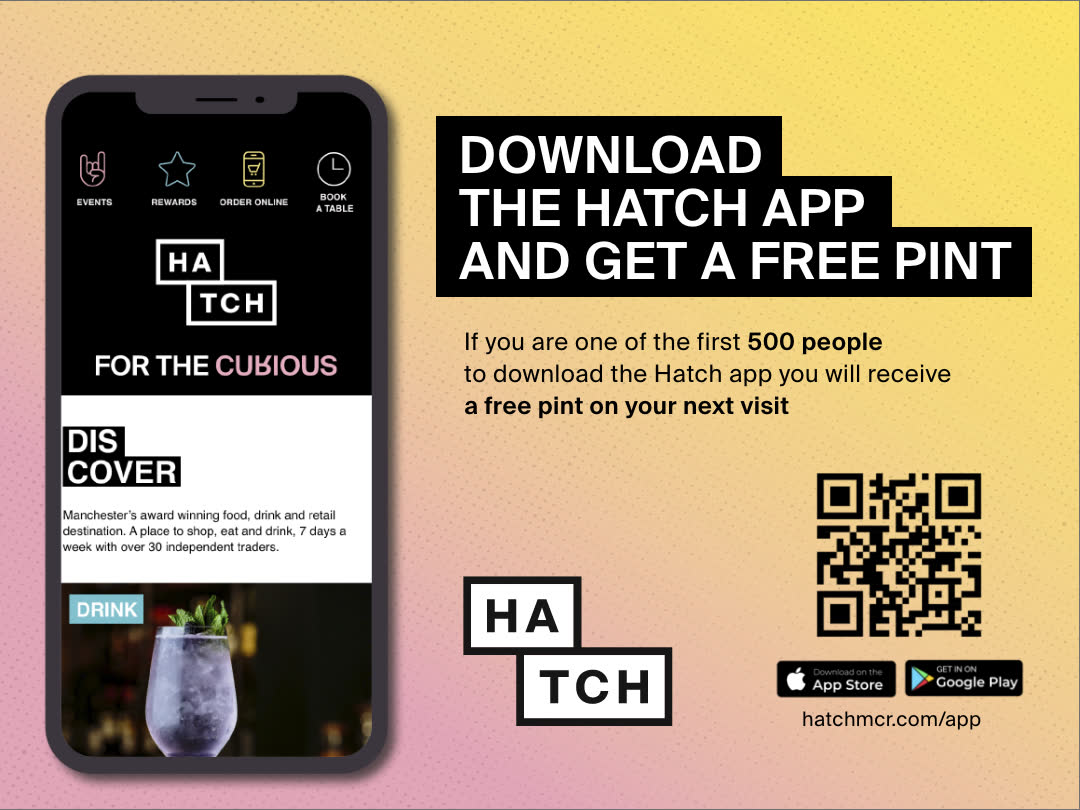 EVENTS
REWARDS
ORDER ONLINE
BOOK
A TABLE
HA
TCH
FOR THE CURIOUS
DIS
COVER
Manchester's award winning food, drink and retail
destination. A place to shop, eat and drink, 7 days a
week with over 30 independent traders.
DRINK
DOWNLOAD
THE HATCH APP
AND GET A FREE PINT
If you are one of the first 500 people
to download the Hatch app you will receive
a free pint on your next visit
HA
TCH
Download on the
App Store
GET IN ON
Google Play
hatchmcr.com/app